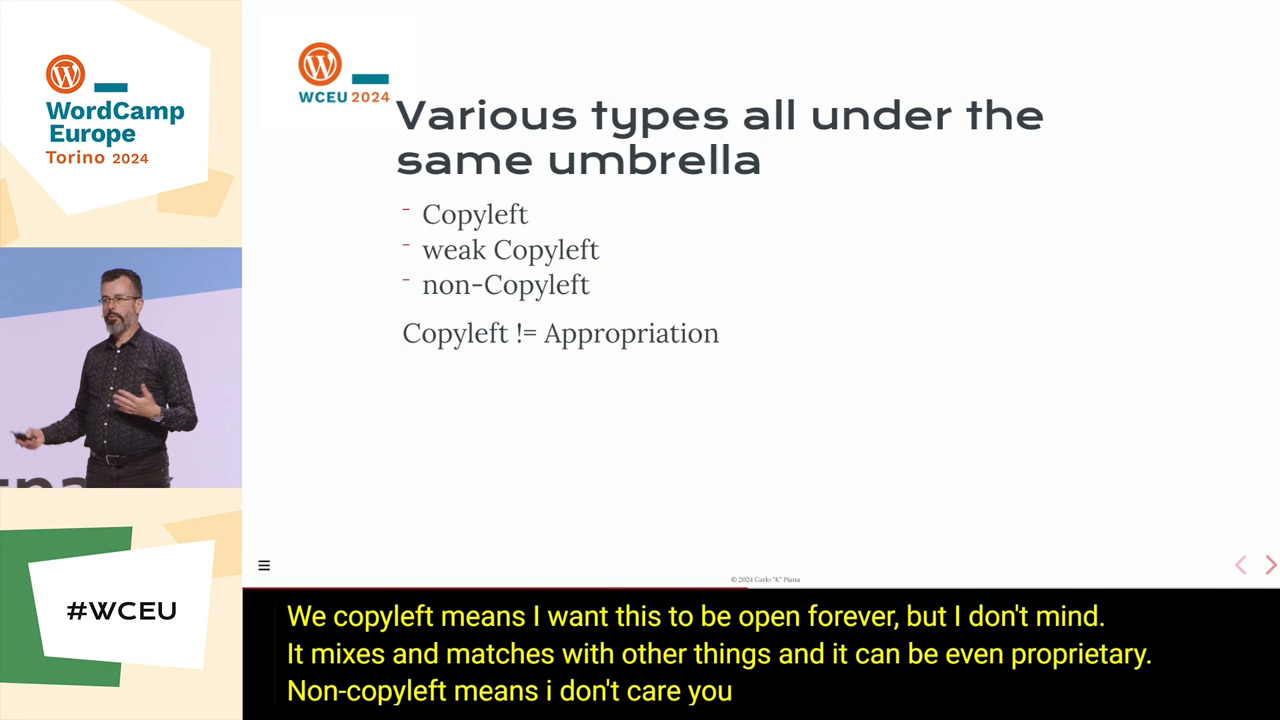 WordCamp
Europe
Torino 2024
WCEU 2024
Various types all under the
same umbrella
- Copyleft
- weak Copyleft
- non-Copyleft
Copyleft != Appropriation
© 2024 Carlo "K" Piana
#WCEU
We copyleft means I want this to be open forever, but I don't mind.
It mixes and matches with other things and it can be even proprietary.
Non-copyleft means i don't care you